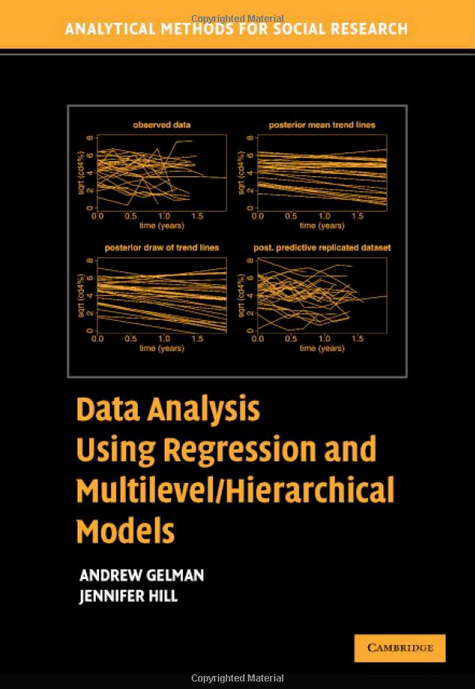 Copyrighted Material
ANALYTICAL METHODS FOR SOCIAL RESEARCH
observed data
sqrt (cd4%)
0 2 4 6 8
0.0 0.5 1.0 1.5
time (years)
posterior mean trend lines
sqrt (cd4%)
0 2 4 6 8
0.0 0.5 1.0 1.5
time (years)
posterior draw of trend lines
sqrt (cd4%)
0 2 4 6 8
0.0 0.5 1.0 1.5
time (years)
post. predictive replicated dataset
sqrt (cd4%)
0 2 4 6 8
0.0 0.5 1.0 1.5
time (years)
Data Analysis
Using Regression and
Multilevel/Hierarchical
Models
ANDREW GELMAN
JENNIFER HILL
CAMBRIDGE
Copyrighted Material